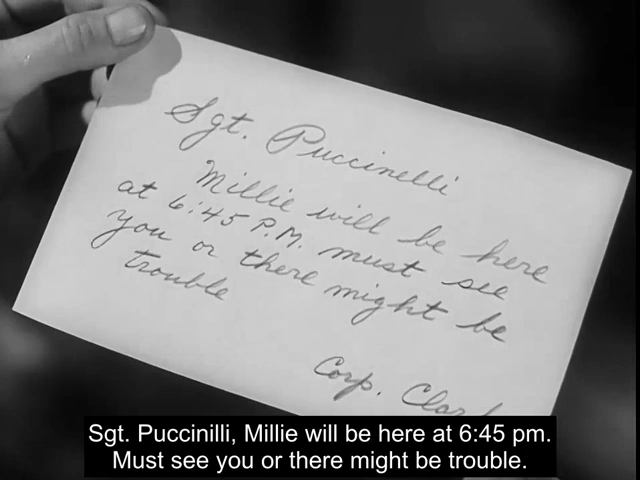 Sgt. Puccinelli
Millie will be here
at 6:45 P.M. must see
you or there might be
trouble
Corp.
Sgt. Puccinilli, Millie will be here at 6:45 pm.
Must see you or there might be trouble.